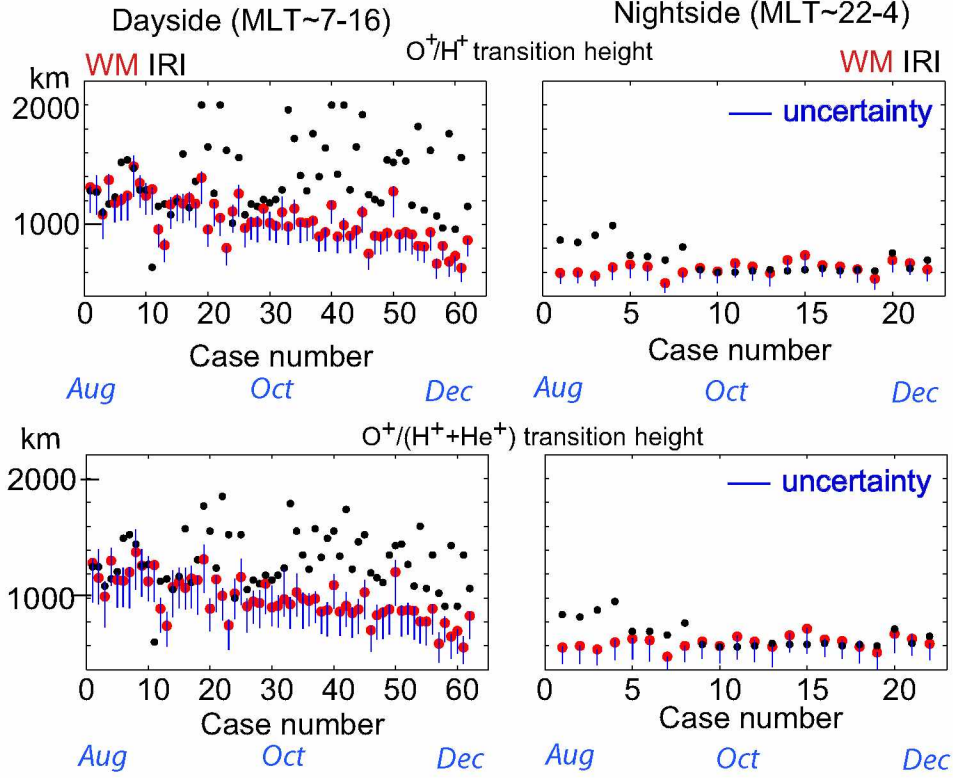 Dayside (MLT~7-16) Nightside (MLT~22-4)
O⁺/H⁺ transition height
WM IRI WM IRI
km
2000
uncertainty
1000
0 10 20 30 40 50 60 0 5 10 15 20
Case number Case number
Aug Oct Dec Aug Oct Dec
O⁺/(H⁺+He⁺) transition height
km
2000
uncertainty
1000
0 10 20 30 40 50 60 0 5 10 15 20
Case number Case number
Aug Oct Dec Aug Oct Dec